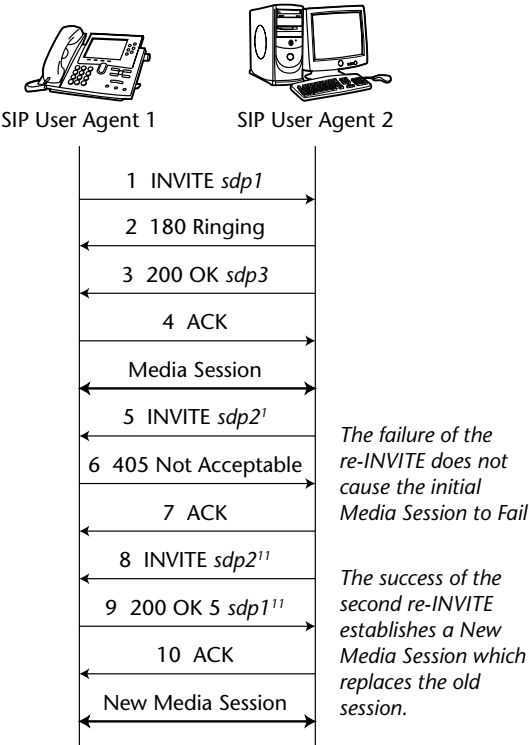 SIP User Agent 1
SIP User Agent 2
1 INVITE sdp1
2 180 Ringing
3 200 OK sdp3
4 ACK
Media Session
5 INVITE sdp2¹
6 405 Not Acceptable
7 ACK
The failure of the
re-INVITE does not
cause the initial
Media Session to Fail
8 INVITE sdp2¹¹
9 200 OK 5 sdp1¹¹
10 ACK
New Media Session
The success of the
second re-INVITE
establishes a New
Media Session which
replaces the old
session.